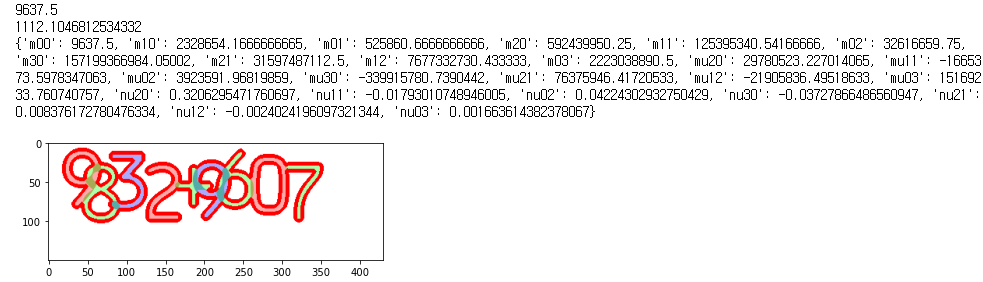 9637.5
1112.1046812534332
{'m00': 9637.5, 'm10': 2328654.1666666665, 'm01': 525860.6666666666, 'm20': 592439950.25, 'm11': 125395340.54166666, 'm02': 32616659.75,
'm30': 157199366984.05002, 'm21': 31597487112.5, 'm12': 7677332730.433333, 'm03': 2223038890.5, 'mu20': 29780523.227014065, 'mu11': -16653
73.5978347063, 'mu02': 3923591.96819859, 'mu30': -339915780.7390442, 'mu21': 76375946.41720533, 'mu12': -21905836.49518633, 'mu03': 151692
33.760740757, 'nu20': 0.3206295471760697, 'nu11': -0.01793010748946005, 'nu02': 0.04224302932750429, 'nu30': -0.03727866486560947, 'nu21':
0.008376172780476334, 'nu12': -0.0024024196097321344, 'nu03': 0.001663614382378067}
0
50
100
9832+9607
0 50 100 150 200 250 300 350 400